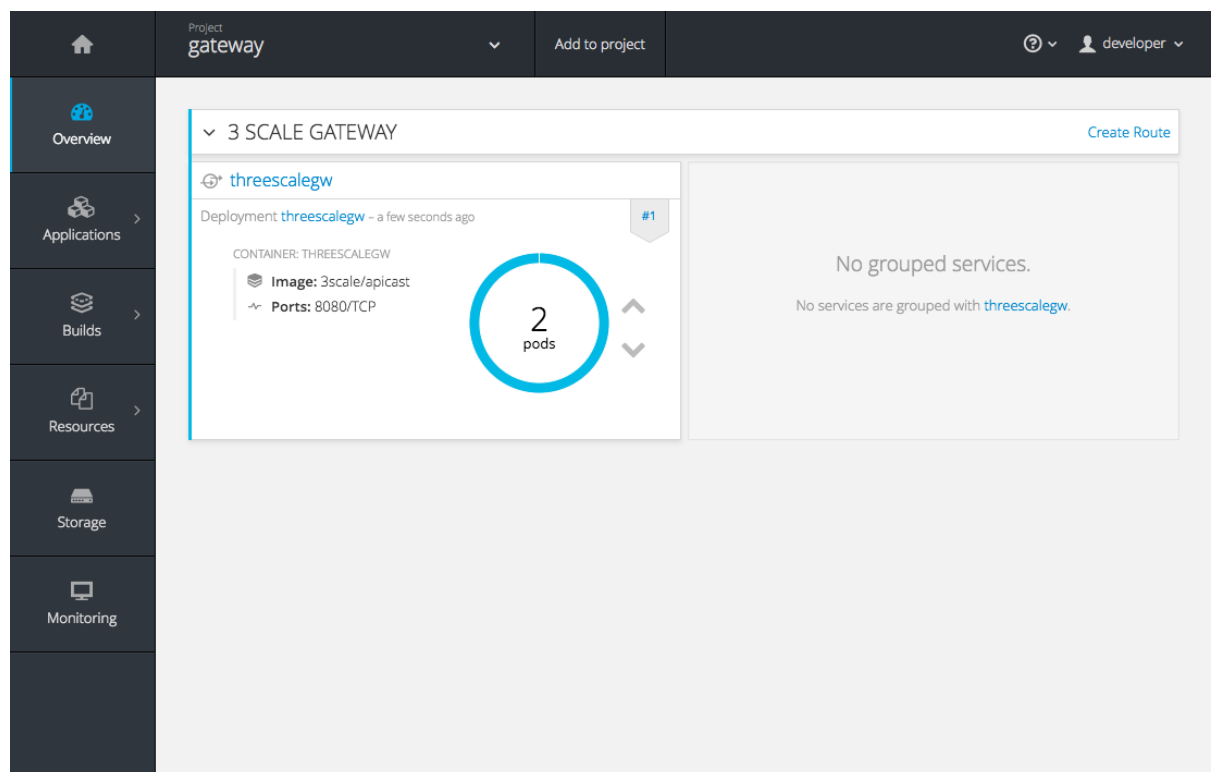 Project
gateway
Add to project
developer
Overview
Applications
Builds
Resources
Storage
Monitoring
3 SCALE GATEWAY
Create Route
threescalegw
Deployment threescalegw – a few seconds ago
#1
CONTAINER: THREESCALEGW
Image: 3scale/apicast
Ports: 8080/TCP
2
pods
No grouped services.
No services are grouped with threescalegw.